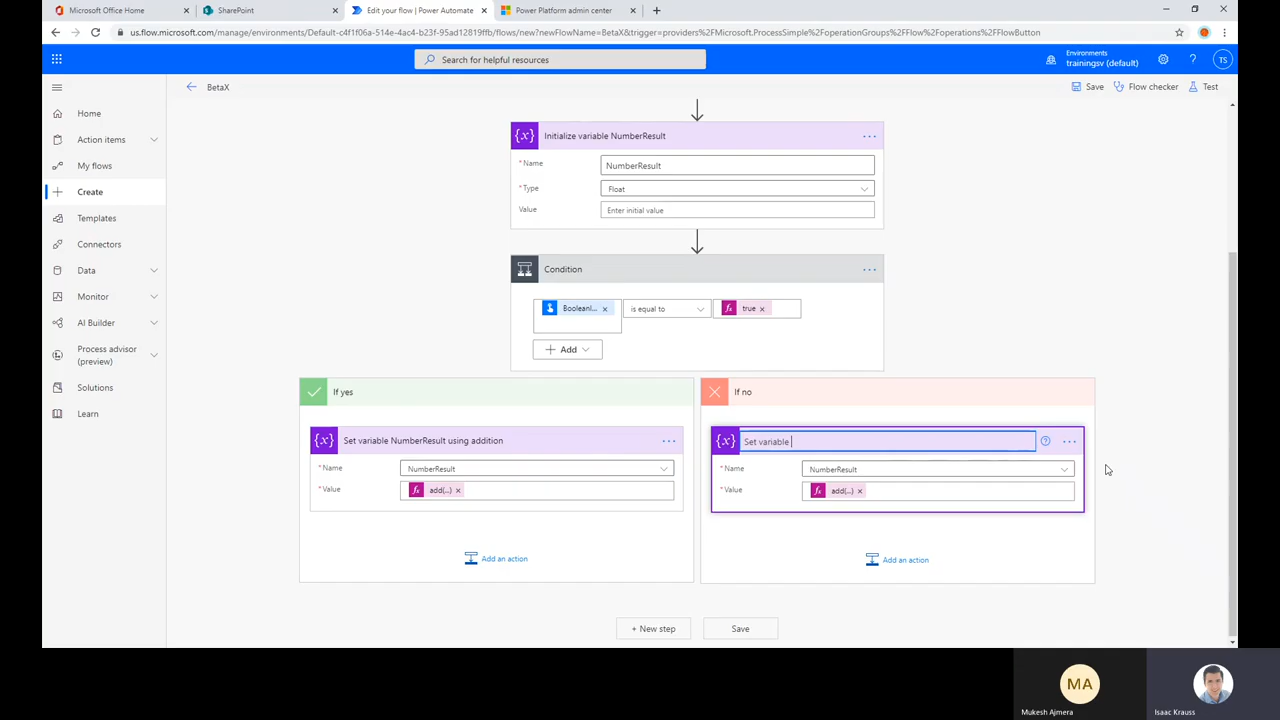 Microsoft Office Home
SharePoint
Edit your flow | Power Automate
Power Platform admin center
us.flow.microsoft.com/manage/environments/Default-c4f1f06a-514e-4ac4-b23f-95ad12819ffb/flows/new?newFlowName=BetaX&trigger=providers%2FMicrosoft.ProcessSimple%2FoperationGroups%2FFlow%2Foperations%2FFlowButton
Search for helpful resources
Environments
trainingsv (default)
TS
BetaX
Save
Flow checker
Test
Home
Action items
My flows
Create
Templates
Connectors
Data
Monitor
AI Builder
Process advisor
(preview)
Solutions
Learn
{x} Initialize variable NumberResult
* Name
NumberResult
* Type
Float
Value
Enter initial value
Condition
Booleani...
is equal to
fx true
Add
If yes
If no
{x} Set variable NumberResult using addition
* Name
NumberResult
* Value
fx add(...)
Add an action
{x} Set variable
* Name
NumberResult
* Value
fx add(...)
Add an action
+ New step
Save
MA
Mukesh Ajmera
Isaac Krauss